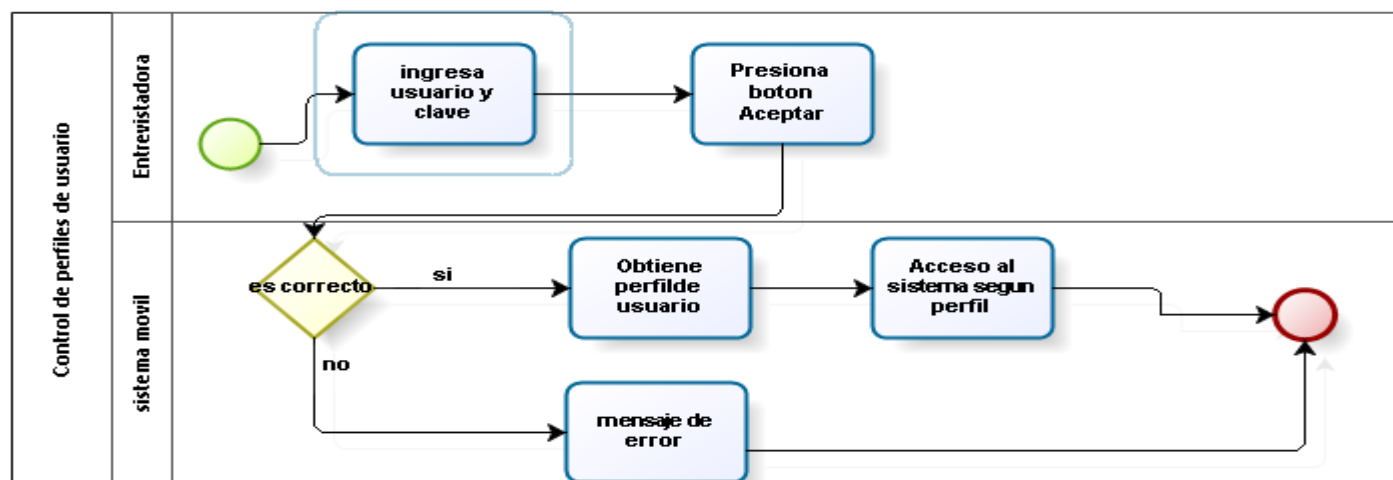 Control de perfiles de usuario
Entrevistadora
ingresa
usuario y
clave
Presiona
boton
Aceptar
sistema movil
es correcto
si
no
Obtiene
perfilde
usuario
Acceso al
sistema segun
perfil
mensaje de
error